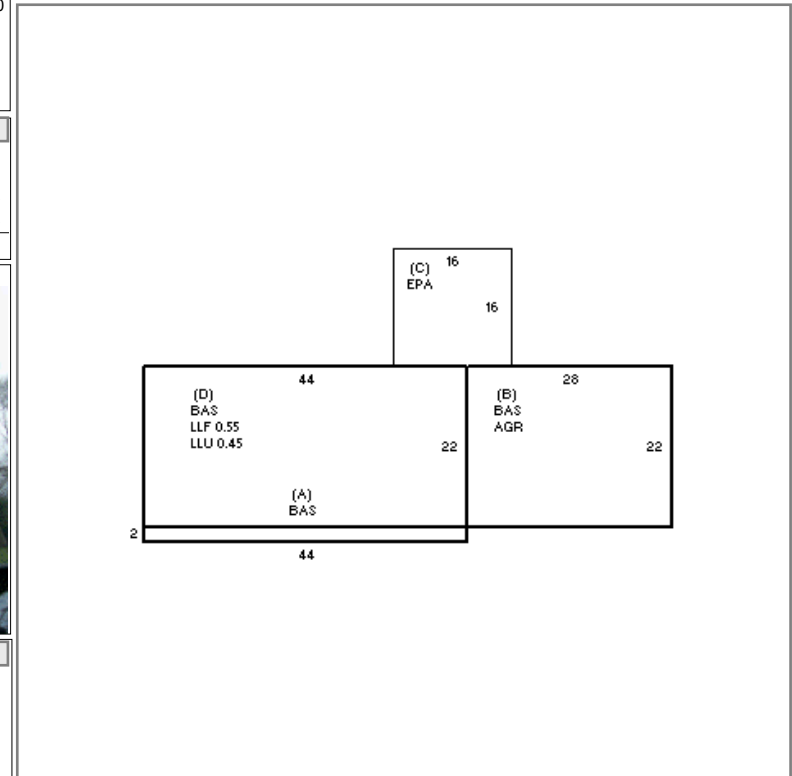 16
(C)
EPA
16
44
28
(D)
BAS
LLF 0.55
LLU 0.45
(B)
BAS
AGR
22
22
(A)
BAS
2
44